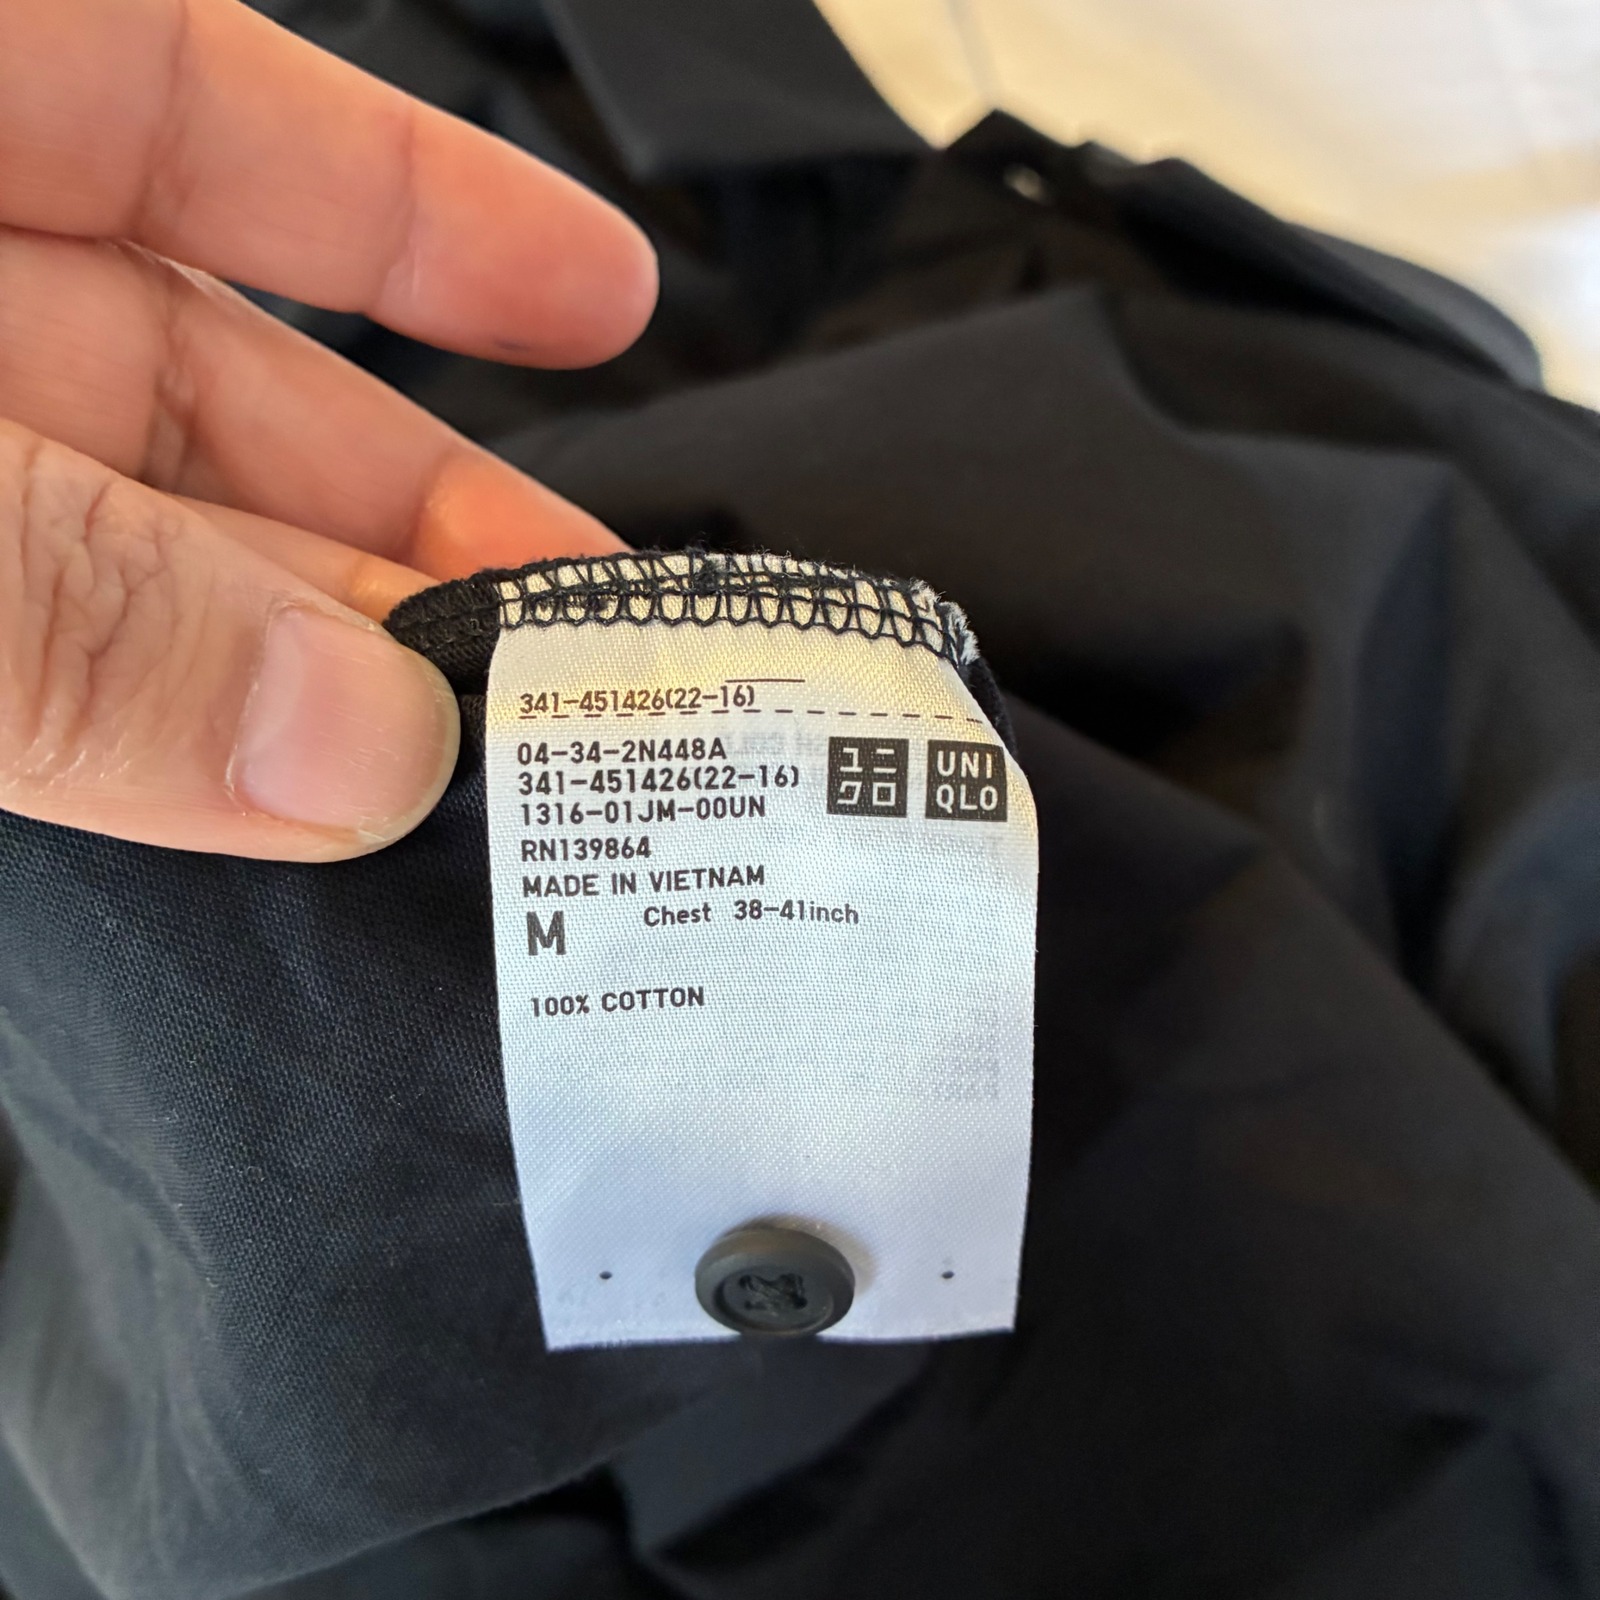 341-451426(22-16)
04-34-2N448A
341-451426(22-16)
1316-01JM-00UN
ユニ
クロ
UNI
QLO
RN139864
MADE IN VIETNAM
M Chest 38-41inch
100% COTTON